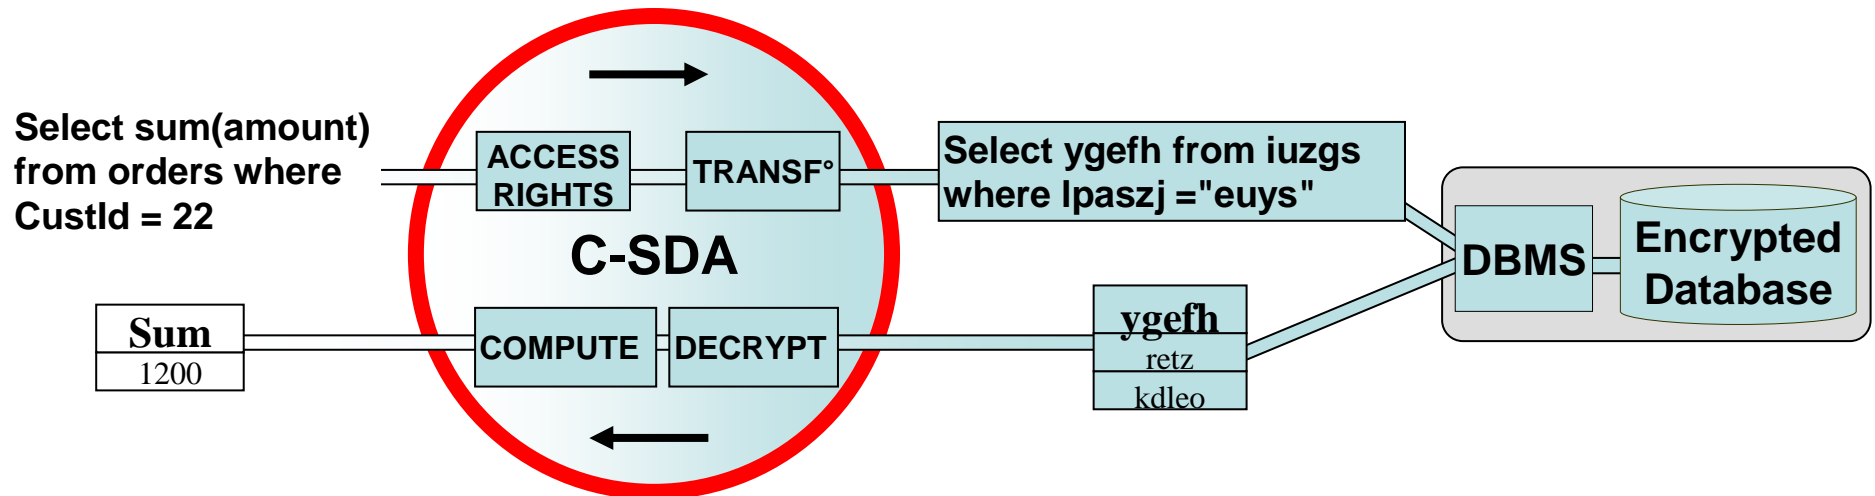 Select sum(amount)
from orders where
CustId = 22
ACCESS
RIGHTS
TRANSF°
Select ygefh from iuzgs
where lpaszj ="euys"
C-SDA
DBMS
Encrypted
Database
Sum
1200
COMPUTE
DECRYPT
ygefh
retz
kdleo